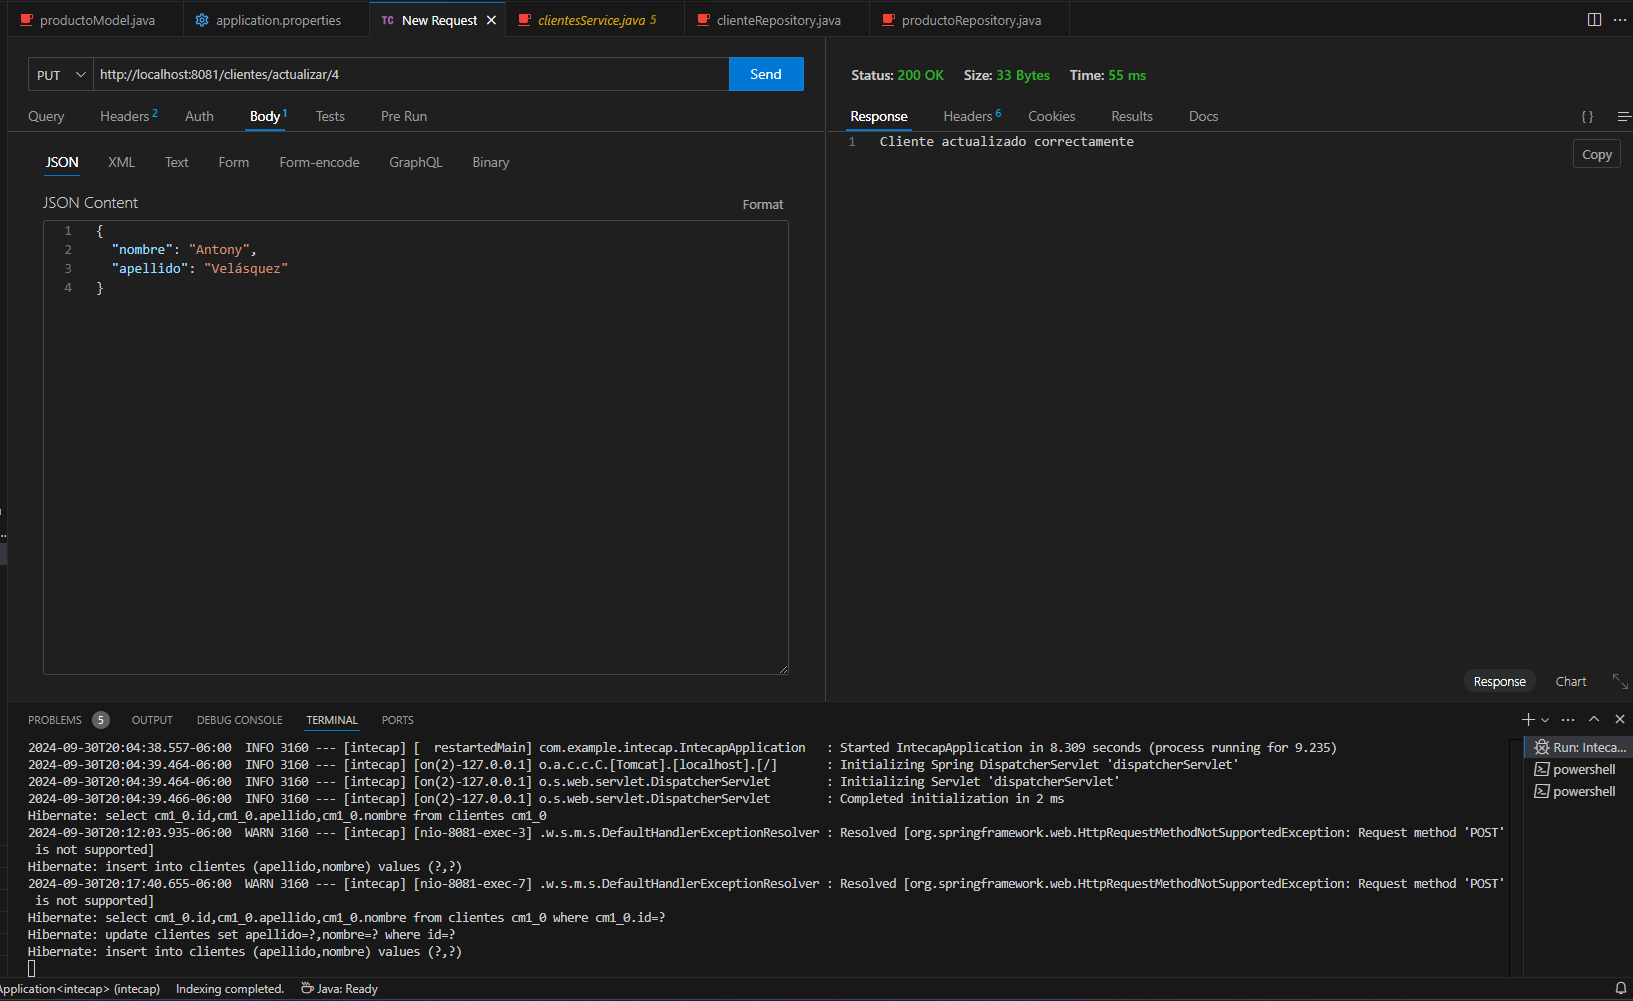 productoModel.java
application.properties
TC New Request
clientesService.java 5
clienteRepository.java
productoRepository.java
PUT
http://localhost:8081/clientes/actualizar/4
Send
Query
Headers 2
Auth
Body 1
Tests
Pre Run
JSON
XML
Text
Form
Form-encode
GraphQL
Binary
JSON Content
Format
1 {
2 "nombre": "Antony",
3 "apellido": "Velásquez"
4 }
Status: 200 OK
Size: 33 Bytes
Time: 55 ms
Response
Headers 6
Cookies
Results
Docs
{ }
1 Cliente actualizado correctamente
Copy
Response
Chart
PROBLEMS 5
OUTPUT
DEBUG CONSOLE
TERMINAL
PORTS
2024-09-30T20:04:38.557-06:00 INFO 3160 --- [intecap] [ restartedMain] com.example.intecap.IntecapApplication : Started IntecapApplication in 8.309 seconds (process running for 9.235)
2024-09-30T20:04:39.464-06:00 INFO 3160 --- [intecap] [on(2)-127.0.0.1] o.a.c.c.C.[Tomcat].[localhost].[/] : Initializing Spring DispatcherServlet 'dispatcherServlet'
2024-09-30T20:04:39.464-06:00 INFO 3160 --- [intecap] [on(2)-127.0.0.1] o.s.web.servlet.DispatcherServlet : Initializing Servlet 'dispatcherServlet'
2024-09-30T20:04:39.466-06:00 INFO 3160 --- [intecap] [on(2)-127.0.0.1] o.s.web.servlet.DispatcherServlet : Completed initialization in 2 ms
Hibernate: select cm1_0.id,cm1_0.apellido,cm1_0.nombre from clientes cm1_0
2024-09-30T20:12:03.935-06:00 WARN 3160 --- [intecap] [nio-8081-exec-3] .w.s.m.s.DefaultHandlerExceptionResolver : Resolved [org.springframework.web.HttpRequestMethodNotSupportedException: Request method 'POST'
is not supported]
Hibernate: insert into clientes (apellido,nombre) values (?,?)
2024-09-30T20:17:40.655-06:00 WARN 3160 --- [intecap] [nio-8081-exec-7] .w.s.m.s.DefaultHandlerExceptionResolver : Resolved [org.springframework.web.HttpRequestMethodNotSupportedException: Request method 'POST'
is not supported]
Hibernate: select cm1_0.id,cm1_0.apellido,cm1_0.nombre from clientes cm1_0 where cm1_0.id=?
Hibernate: update clientes set apellido=?,nombre=? where id=?
Hibernate: insert into clientes (apellido,nombre) values (?,?)
Run: Inteca...
powershell
powershell
Application<intecap> (intecap)
Indexing completed.
Java: Ready